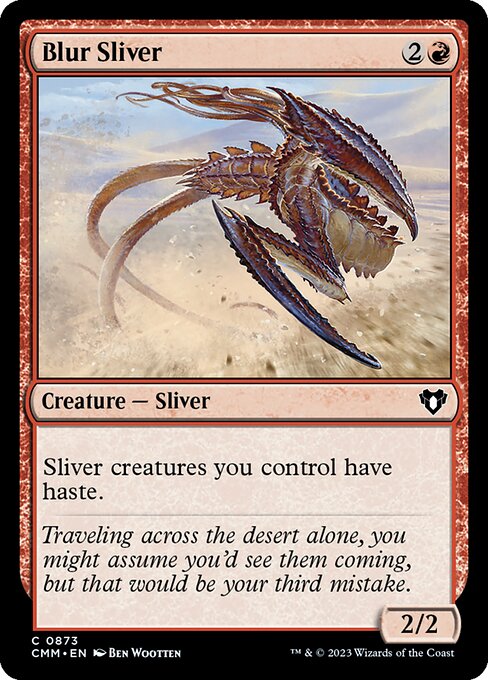 Blur Sliver 2
Creature — Sliver
Sliver creatures you control have
haste.
Traveling across the desert alone, you
might assume you'd see them coming,
but that would be your third mistake.
2/2
C 0873
CMM • EN Ben Wootten
™ & © 2023 Wizards of the Coast